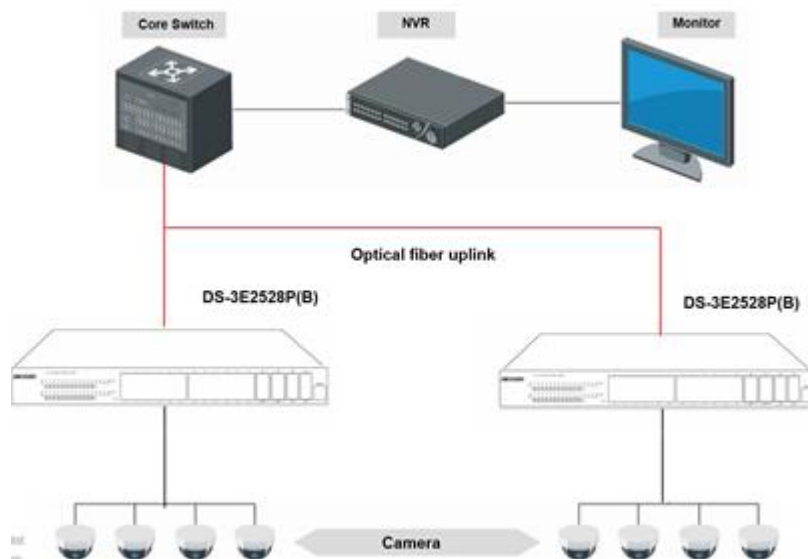 Core Switch
NVR
Monitor
Optical fiber uplink
DS-3E2528P(B)
DS-3E2528P(B)
Camera